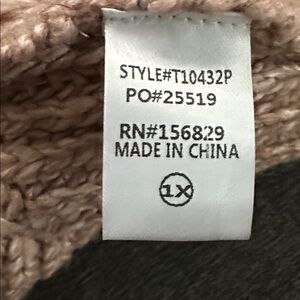 STYLE#T10432P
PO#25519
RN#156829
MADE IN CHINA
1X